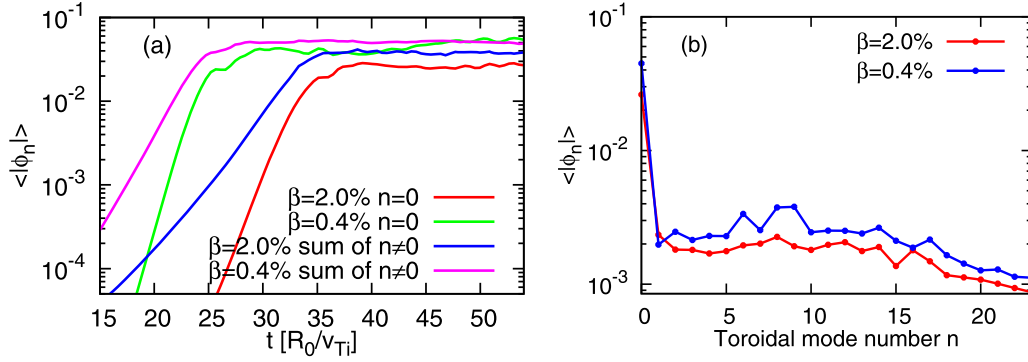 (a)
10⁻¹
10⁻²
10⁻³
10⁻⁴
<|ϕₙ|>
β=2.0% n=0
β=0.4% n=0
β=2.0% sum of n≠0
β=0.4% sum of n≠0
15 20 25 30 35 40 45 50
t [R₀/v_Ti]
(b)
10⁻¹
10⁻²
10⁻³
<|ϕₙ|>
β=2.0%
β=0.4%
0 5 10 15 20
Toroidal mode number n